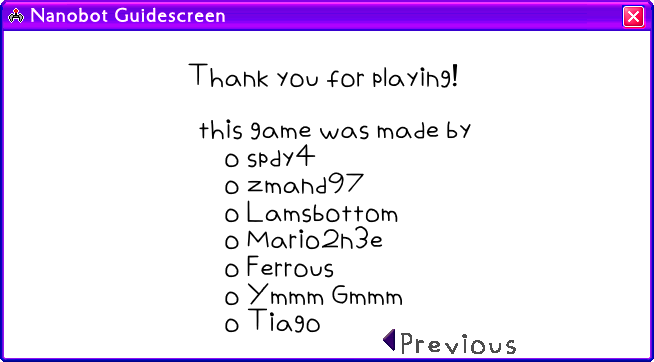 Nanobot Guidescreen
Thank you for playing!
this game was made by
o spdy4
o zmand97
o Lamsbottom
o Mario2n3e
o Ferrous
o Ymmm Gmmm
o Tiago
Previous